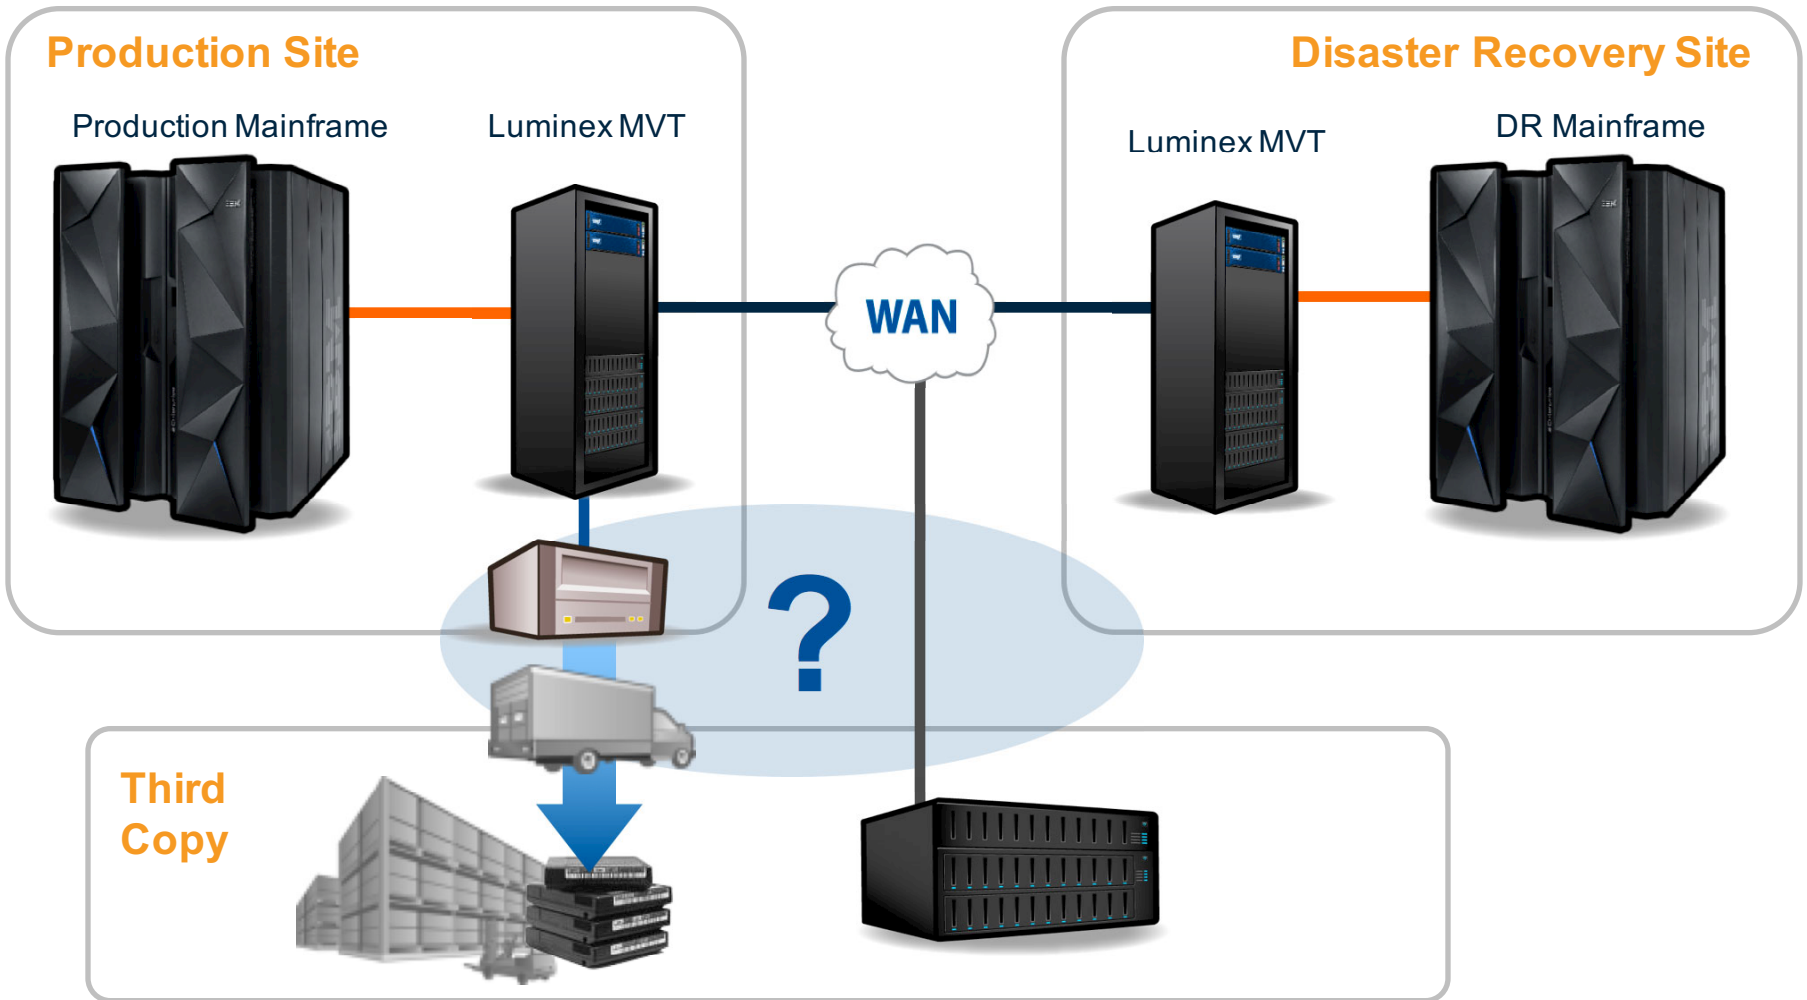 Production Site
Disaster Recovery Site
Production Mainframe
Luminex MVT
Luminex MVT
DR Mainframe
WAN
?
Third
Copy